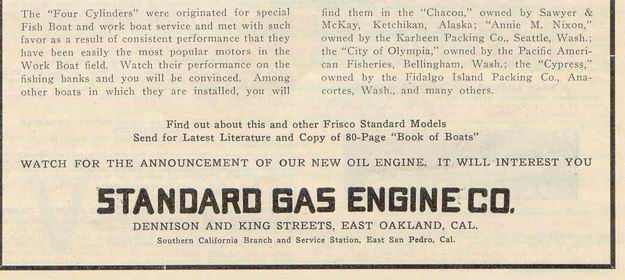 The "Four Cylinders" were originated for special
Fish Boat and work boat service and met with such
favor as a result of consistent performance that they
have been easily the most popular motors in the
Work Boat field. Watch their performance on the
fishing banks and you will be convinced. Among
other boats in which they are installed, you will
find them in the "Chacon," owned by Sawyer &
McKay, Ketchikan, Alaska; "Annie M. Nixon,"
owned by the Karheen Packing Co., Seattle, Wash.;
the "City of Olympia," owned by the Pacific Ameri-
can Fisheries, Bellingham, Wash.; the "Cypress,"
owned by the Fidalgo Island Packing Co., Ana-
cortes, Wash., and many others.
Find out about this and other Frisco Standard Models
Send for Latest Literature and Copy of 80-Page "Book of Boats"
WATCH FOR THE ANNOUNCEMENT OF OUR NEW OIL ENGINE. IT WILL INTEREST YOU
STANDARD GAS ENGINE CO.
DENNISON AND KING STREETS, EAST OAKLAND, CAL.
Southern California Branch and Service Station, East San Pedro, Cal.